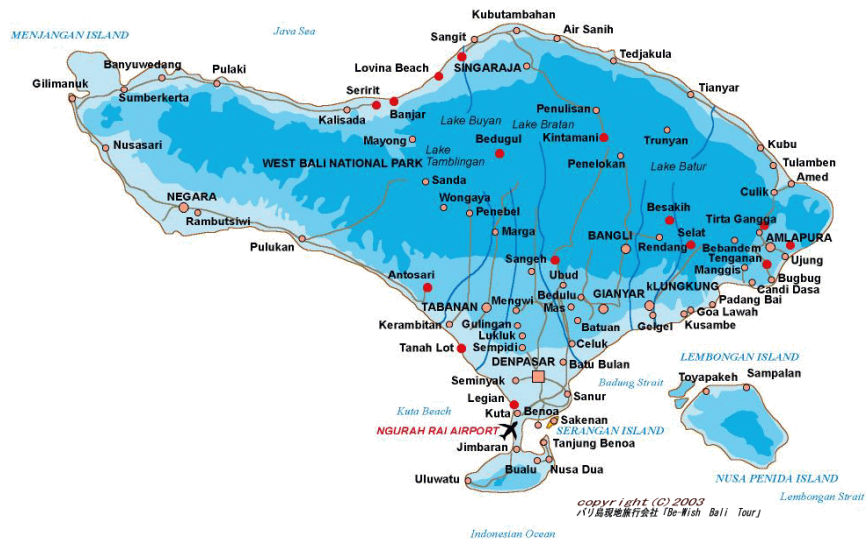 Kubutambahan
MENJANGAN ISLAND
Java Sea
Air Sanih
Sangit
Tedjakula
Banyuwedang
Pulaki
Lovina Beach
SINGARAJA
Gilimanuk
Sumberkerta
Seririt
Tianyar
Kalisada
Banjar
Penulisan
Lake Buyan
Lake Bratan
Nusasari
Mayong
Bedugul
Kintamani
Trunyan
Kubu
Lake
Tamblingan
WEST BALI NATIONAL PARK
Penelokan
Lake Batur
Tulamben
Amed
Sanda
Culik
NEGARA
Wongaya
Besakih
Rambutsiwi
Penebel
Tirta Gangga
Pulukan
Marga
BANGLI
Selat
AMLAPURA
Rendang
Bebandem
Sangeh
Ubud
Tenganan
Ujung
Manggis
Antosari
kLUNGKUNG
Bugbug
Candi Dasa
TABANAN
Mengwi
Bedulu
GIANYAR
Padang Bai
Mas
Goa Lawah
Kerambitan
Gulingan
Batuan
Gelgel
Kusambe
Lukluk
Tanah Lot
Sempidi
Celuk
DENPASAR
Batu Bulan
LEMBONGAN ISLAND
Seminyak
Badung Strait
Toyapakeh
Sampalan
Legian
Sanur
Kuta Beach
Kuta
Benoa
Sakenan
NGURAH RAI AIRPORT
SERANGAN ISLAND
Jimbaran
Tanjung Benoa
Uluwatu
Bualu
Nusa Dua
NUSA PENIDA ISLAND
Lembongan Strait
copyright (C) 2003
バリ島現地旅行会社「Be-Wish Bali Tour」
Indonesian Ocean